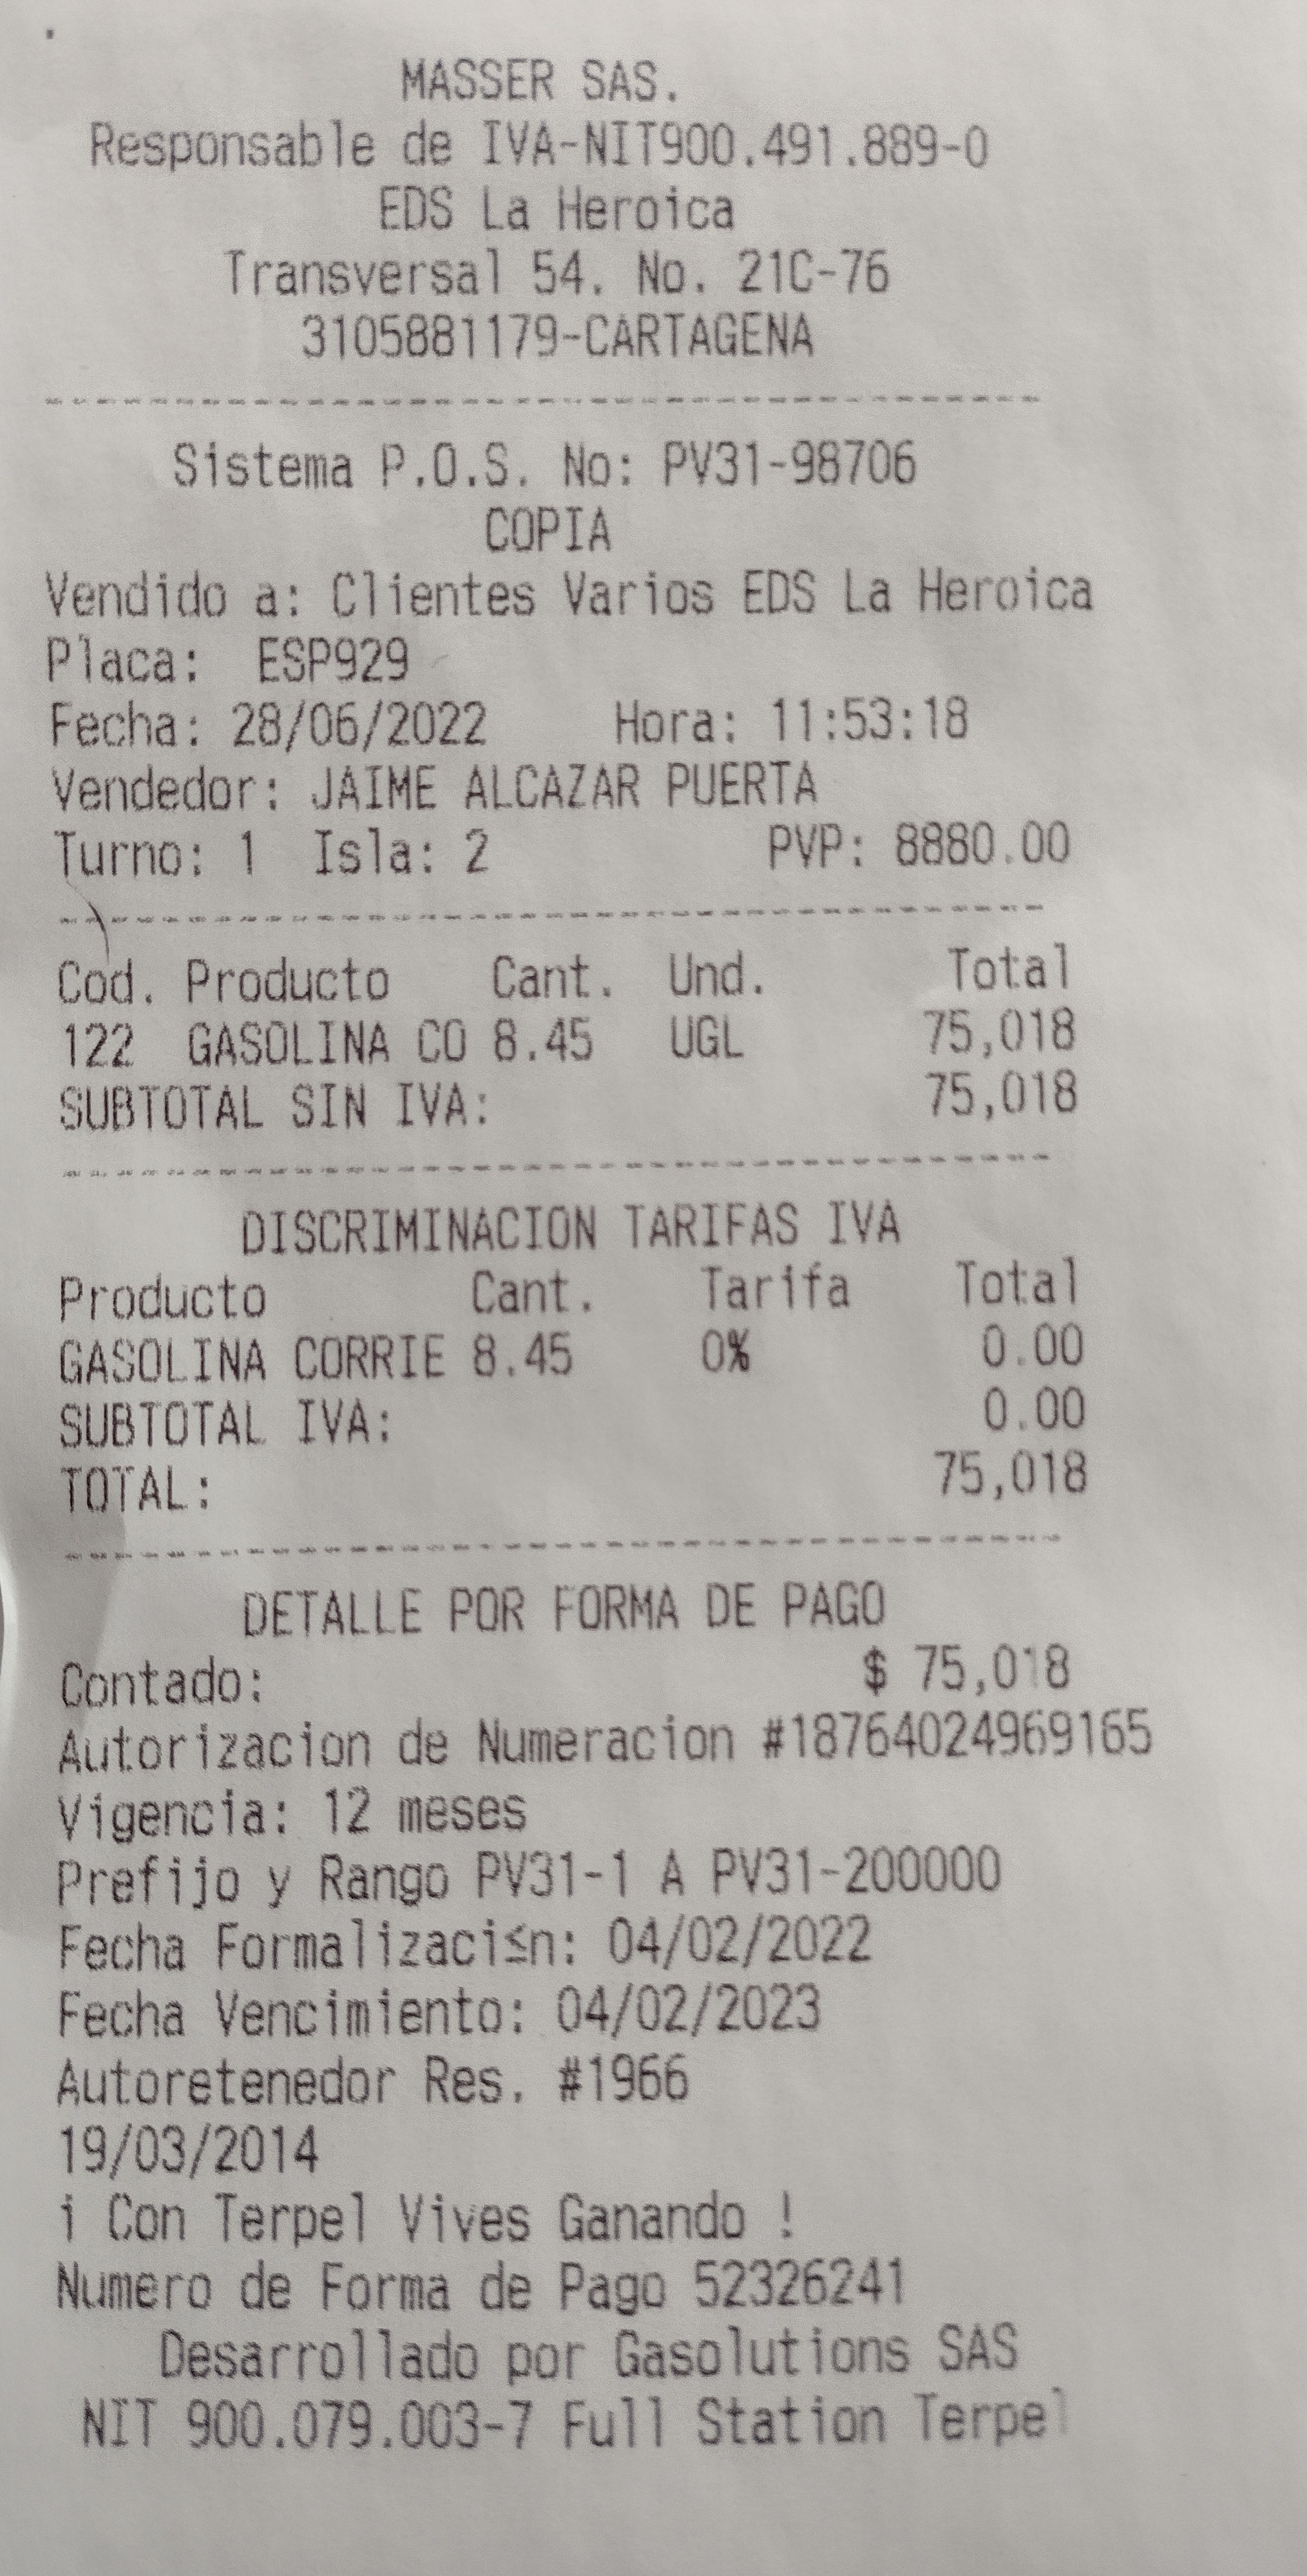 MASSER SAS.
Responsable de IVA-NIT900.491.889-0
EDS La Heroica
Transversal 54. No. 21C-76
3105881179-CARTAGENA
Sistema P.O.S. No: PV31-98706
COPIA
Vendido a: Clientes Varios EDS La Heroica
Placa: ESP929
Fecha: 28/06/2022 Hora: 11:53:18
Vendedor: JAIME ALCAZAR PUERTA
Turno: 1 Isla: 2 PVP: 8880.00
Cod. Producto Cant. Und. Total
122 GASOLINA CO 8.45 UGL 75,018
SUBTOTAL SIN IVA: 75,018
DISCRIMINACION TARIFAS IVA
Producto Cant. Tarifa Total
GASOLINA CORRIE 8.45 0% 0.00
SUBTOTAL IVA: 0.00
TOTAL: 75,018
DETALLE POR FORMA DE PAGO
Contado: $ 75,018
Autorizacion de Numeracion #18764024969165
Vigencia: 12 meses
Prefijo y Rango PV31-1 A PV31-200000
Fecha Formalizaci≤n: 04/02/2022
Fecha Vencimiento: 04/02/2023
Autoretenedor Res. #1966
19/03/2014
¡ Con Terpel Vives Ganando !
Numero de Forma de Pago 52326241
Desarrollado por Gasolutions SAS
NIT 900.079.003-7 Full Station Terpel